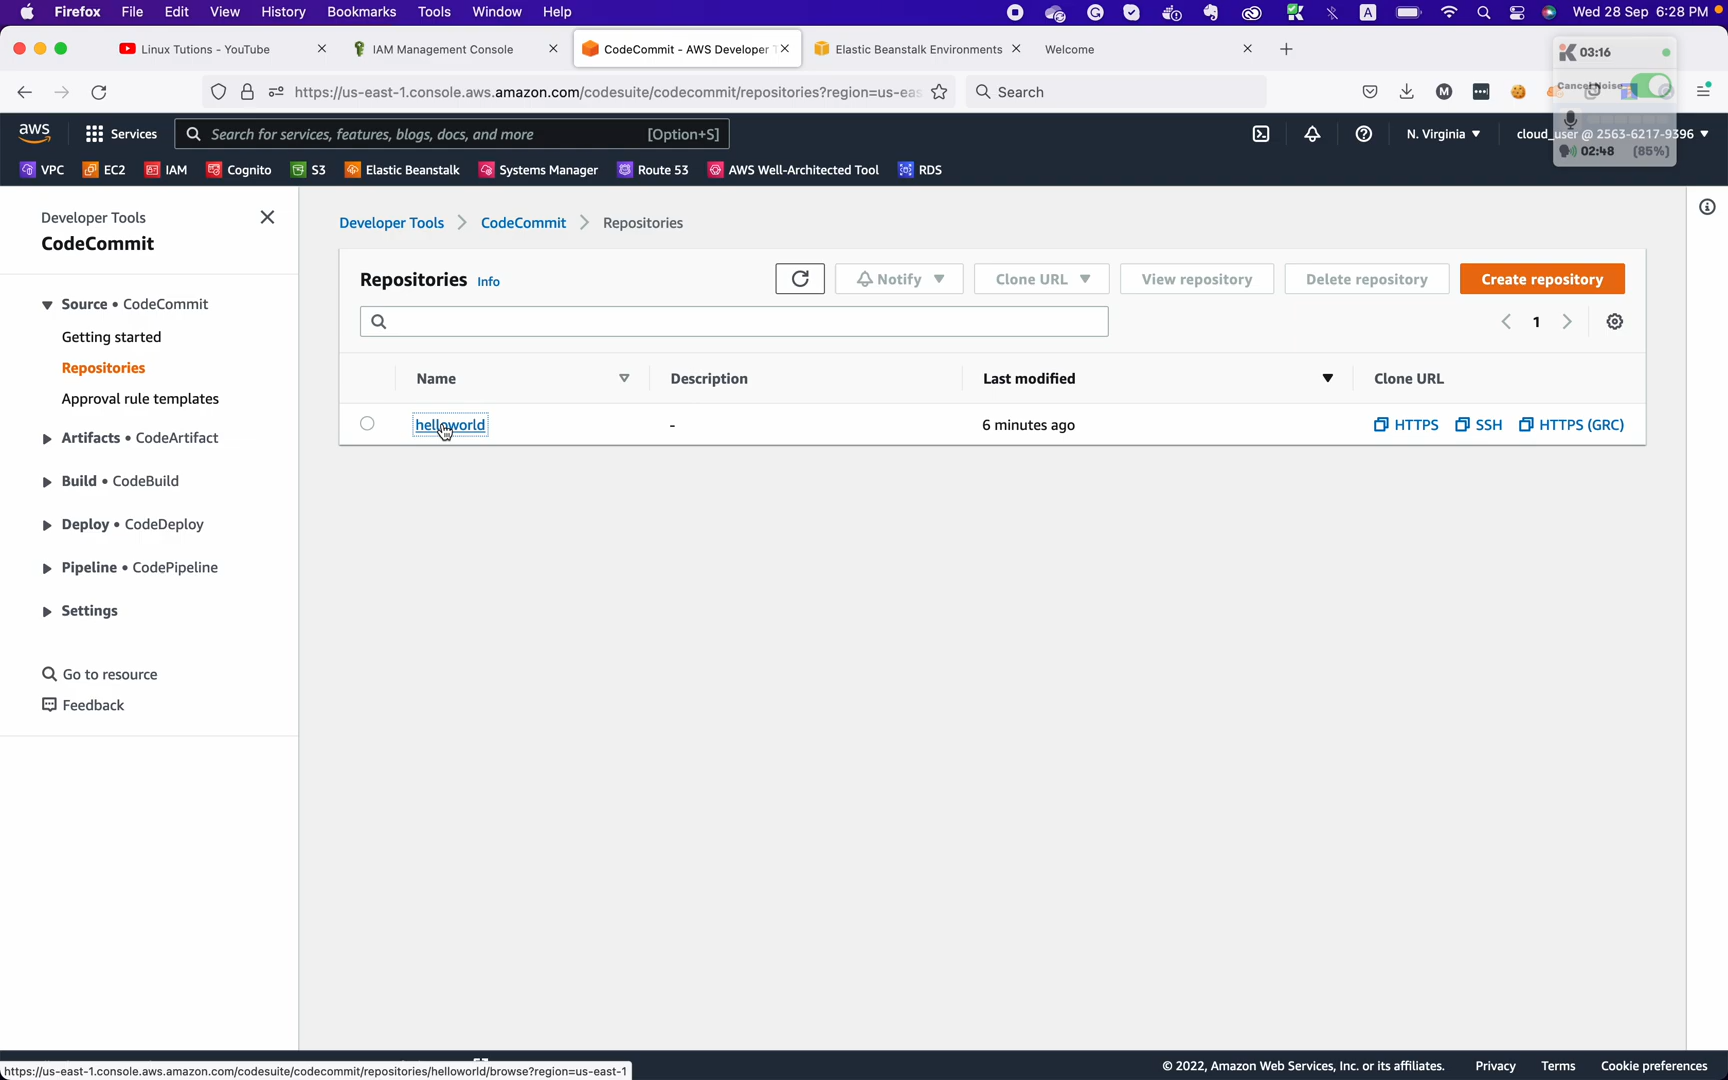 Firefox File Edit View History Bookmarks Tools Window Help A Wed 28 Sep 6:28 PM
Linux Tutions - YouTube IAM Management Console CodeCommit - AWS Developer T Elastic Beanstalk Environments Welcome
03:16
https://us-east-1.console.aws.amazon.com/codesuite/codecommit/repositories?region=us-eas Search
Cancel Noise
aws Services Search for services, features, blogs, docs, and more [Option+S] N. Virginia ▼ cloud_user @ 2563-6217-9396 ▼
02:48 (85%)
VPC EC2 IAM Cognito S3 Elastic Beanstalk Systems Manager Route 53 AWS Well-Architected Tool RDS
Developer Tools
CodeCommit
Source • CodeCommit
Getting started
Repositories
Approval rule templates
Artifacts • CodeArtifact
Build • CodeBuild
Deploy • CodeDeploy
Pipeline • CodePipeline
Settings
Go to resource
Feedback
Developer Tools > CodeCommit > Repositories
Repositories Info Notify Clone URL View repository Delete repository Create repository
1
Name Description Last modified Clone URL
helloworld - 6 minutes ago HTTPS SSH HTTPS (GRC)
© 2022, Amazon Web Services, Inc. or its affiliates. Privacy Terms Cookie preferences
https://us-east-1.console.aws.amazon.com/codesuite/codecommit/repositories/helloworld/browse?region=us-east-1